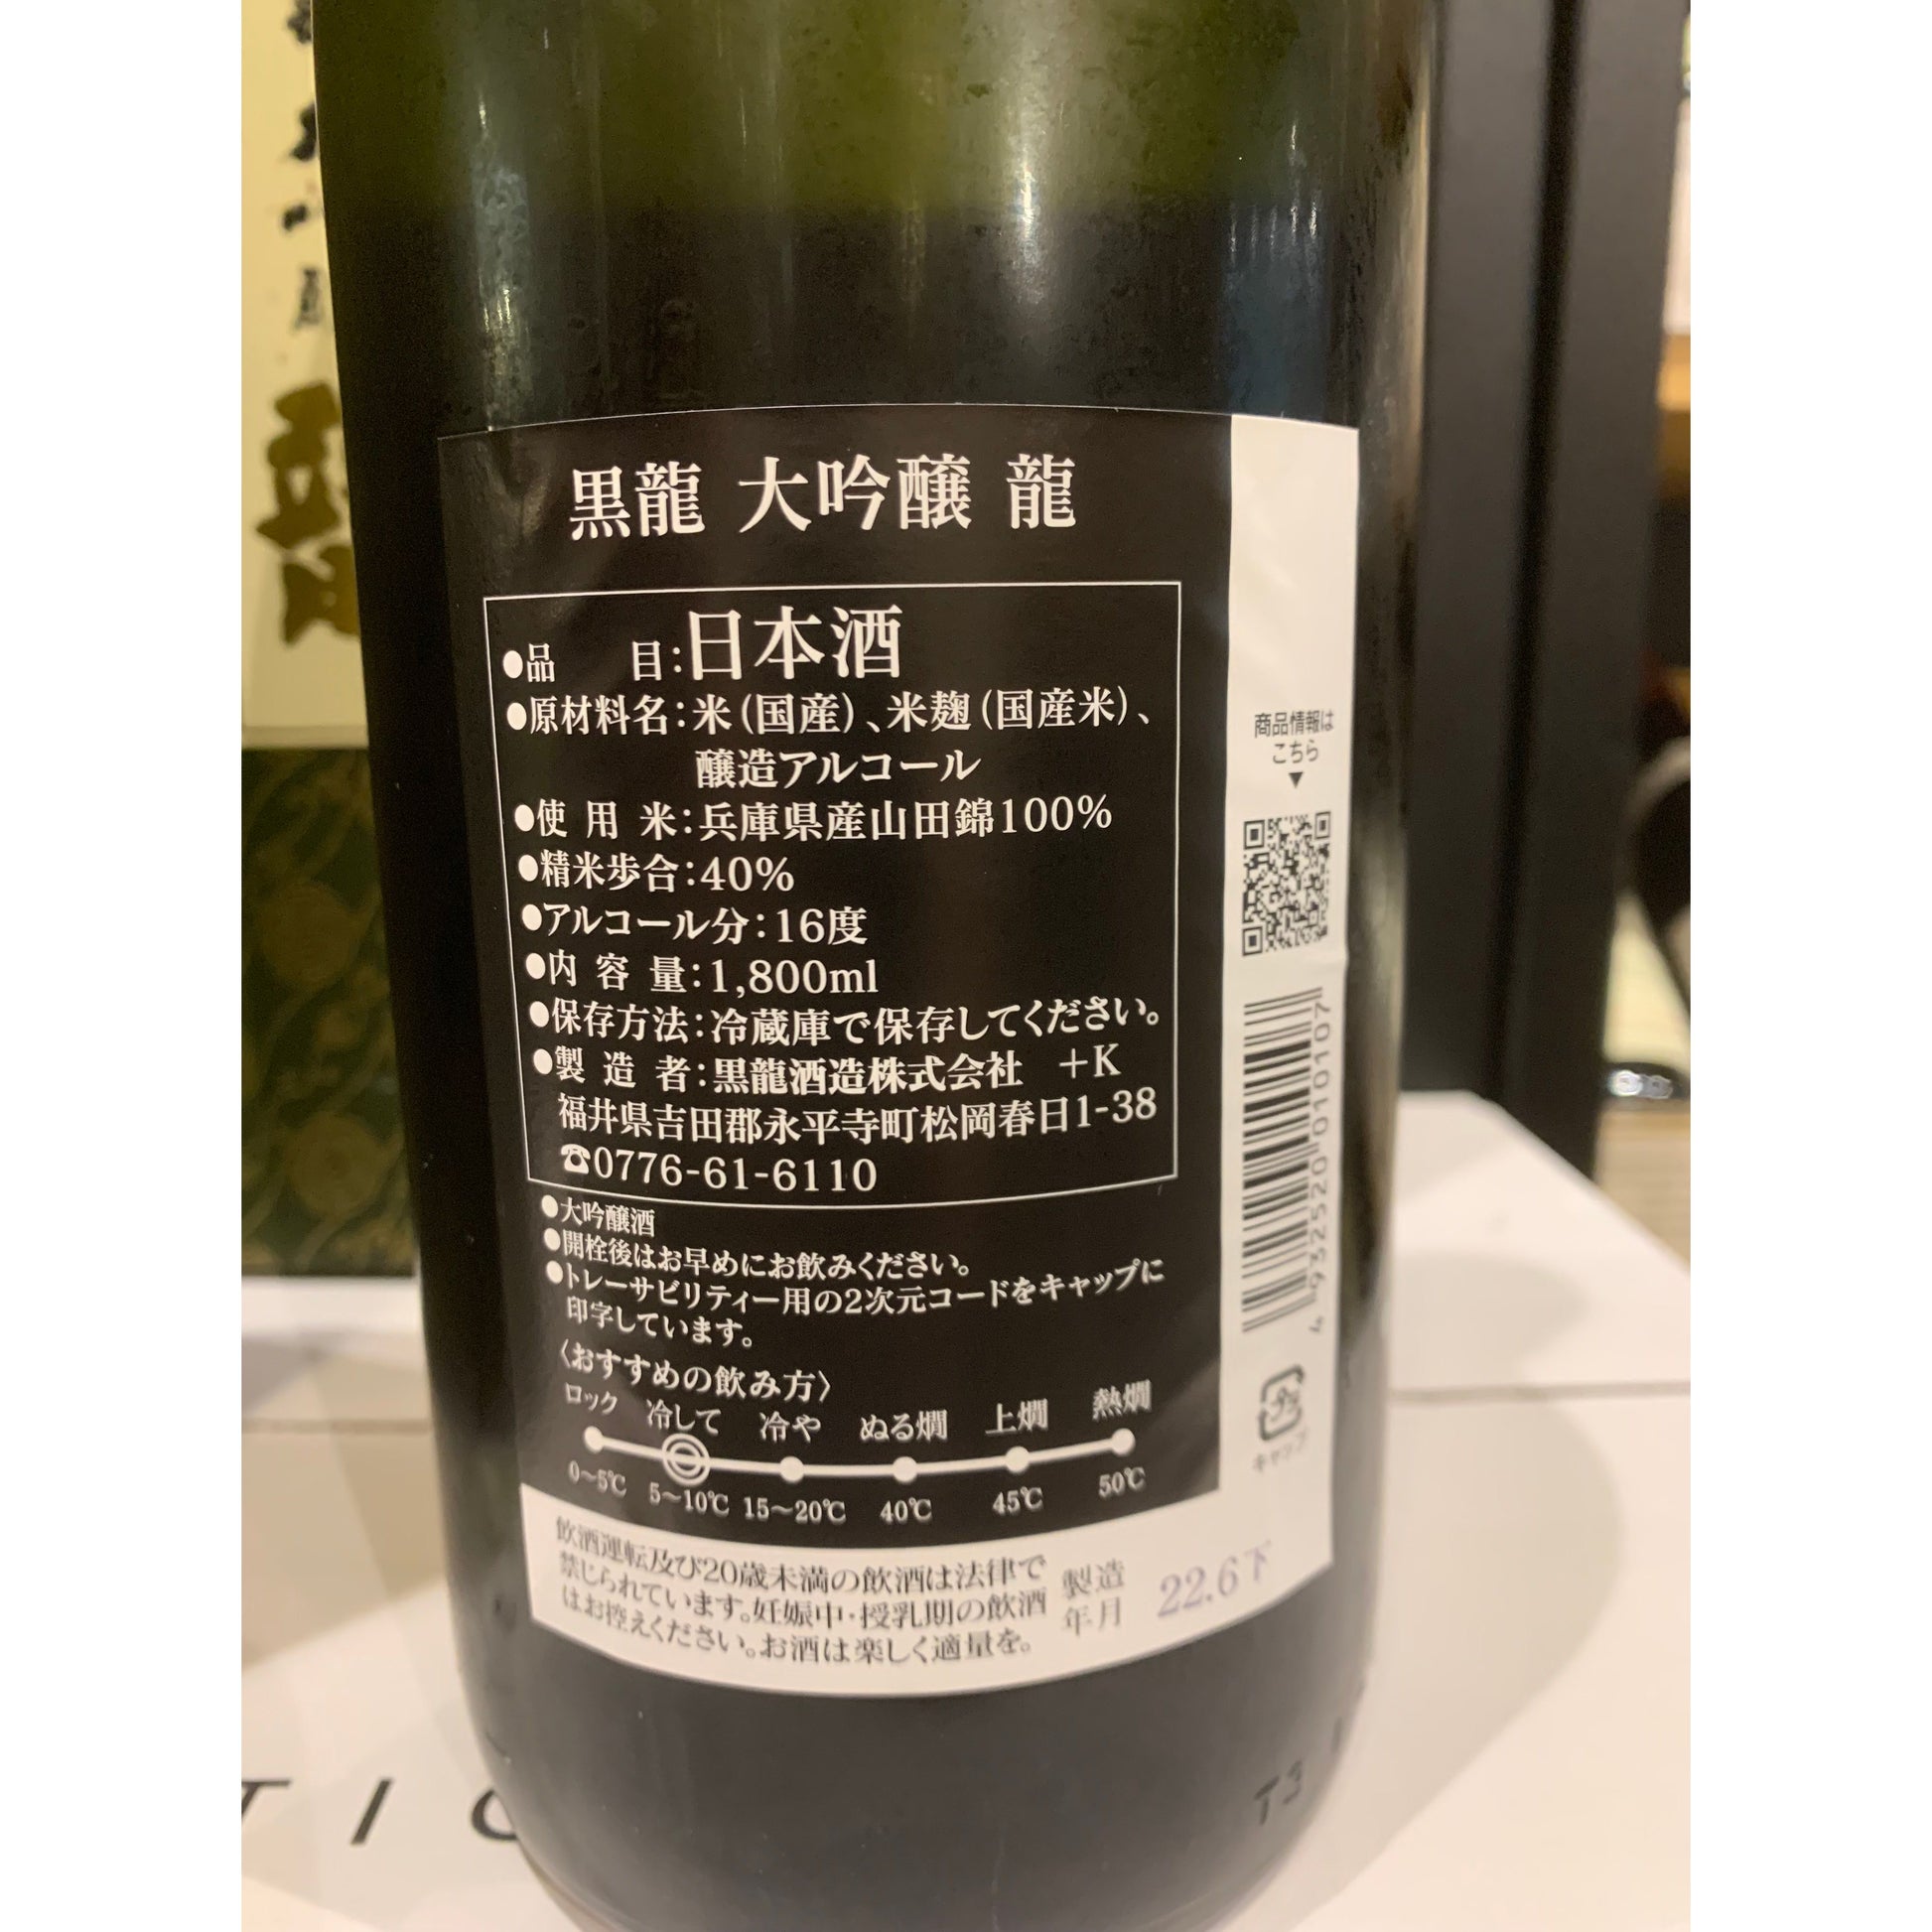 黒龍 大吟醸 龍
●品 目:日本酒
●原材料名:米(国産)、米麹(国産米)、
醸造アルコール
●使用米:兵庫県産山田錦100%
●精米歩合:40%
●アルコール分:16度
●内容量:1,800ml
●保存方法:冷蔵庫で保存してください。
●製造者:黒龍酒造株式会社 +K
福井県吉田郡永平寺町松岡春日1-38
☎0776-61-6110
●大吟醸酒
●開栓後はお早めにお飲みください。
●トレーサビリティー用の2次元コードをキャップに
印字しています。
〈おすすめの飲み方〉
ロック 冷して 冷や ぬる燗 上燗 熱燗
0~5℃ 5~10℃ 15~20℃ 40℃ 45℃ 50℃
飲酒運転及び20歳未満の飲酒は法律で
禁じられています。妊娠中・授乳期の飲酒
はお控えください。お酒は楽しく適量を。
製造
年月
22.6下
商品情報は
こちら
▼
4 932520 010107
プラ
キャップ
TIC
T3